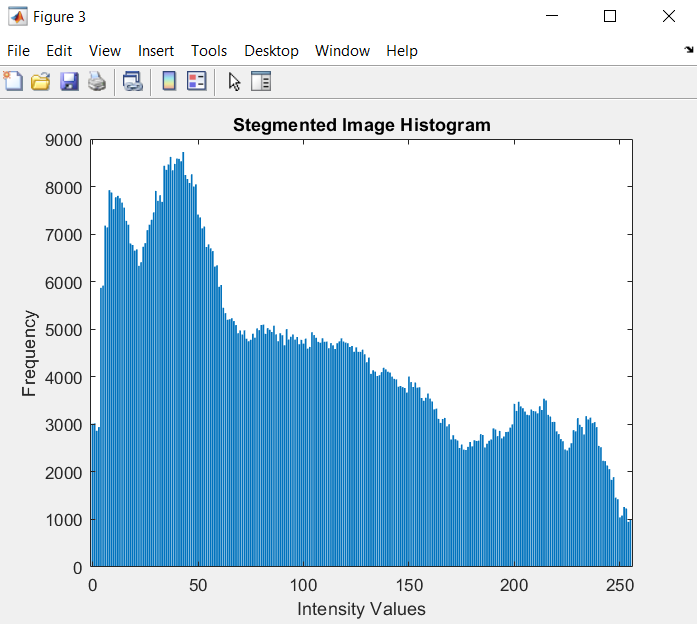 Figure 3
File Edit View Insert Tools Desktop Window Help
Stegmented Image Histogram
9000
8000
7000
6000
5000
4000
3000
2000
1000
0
Frequency
0 50 100 150 200 250
Intensity Values